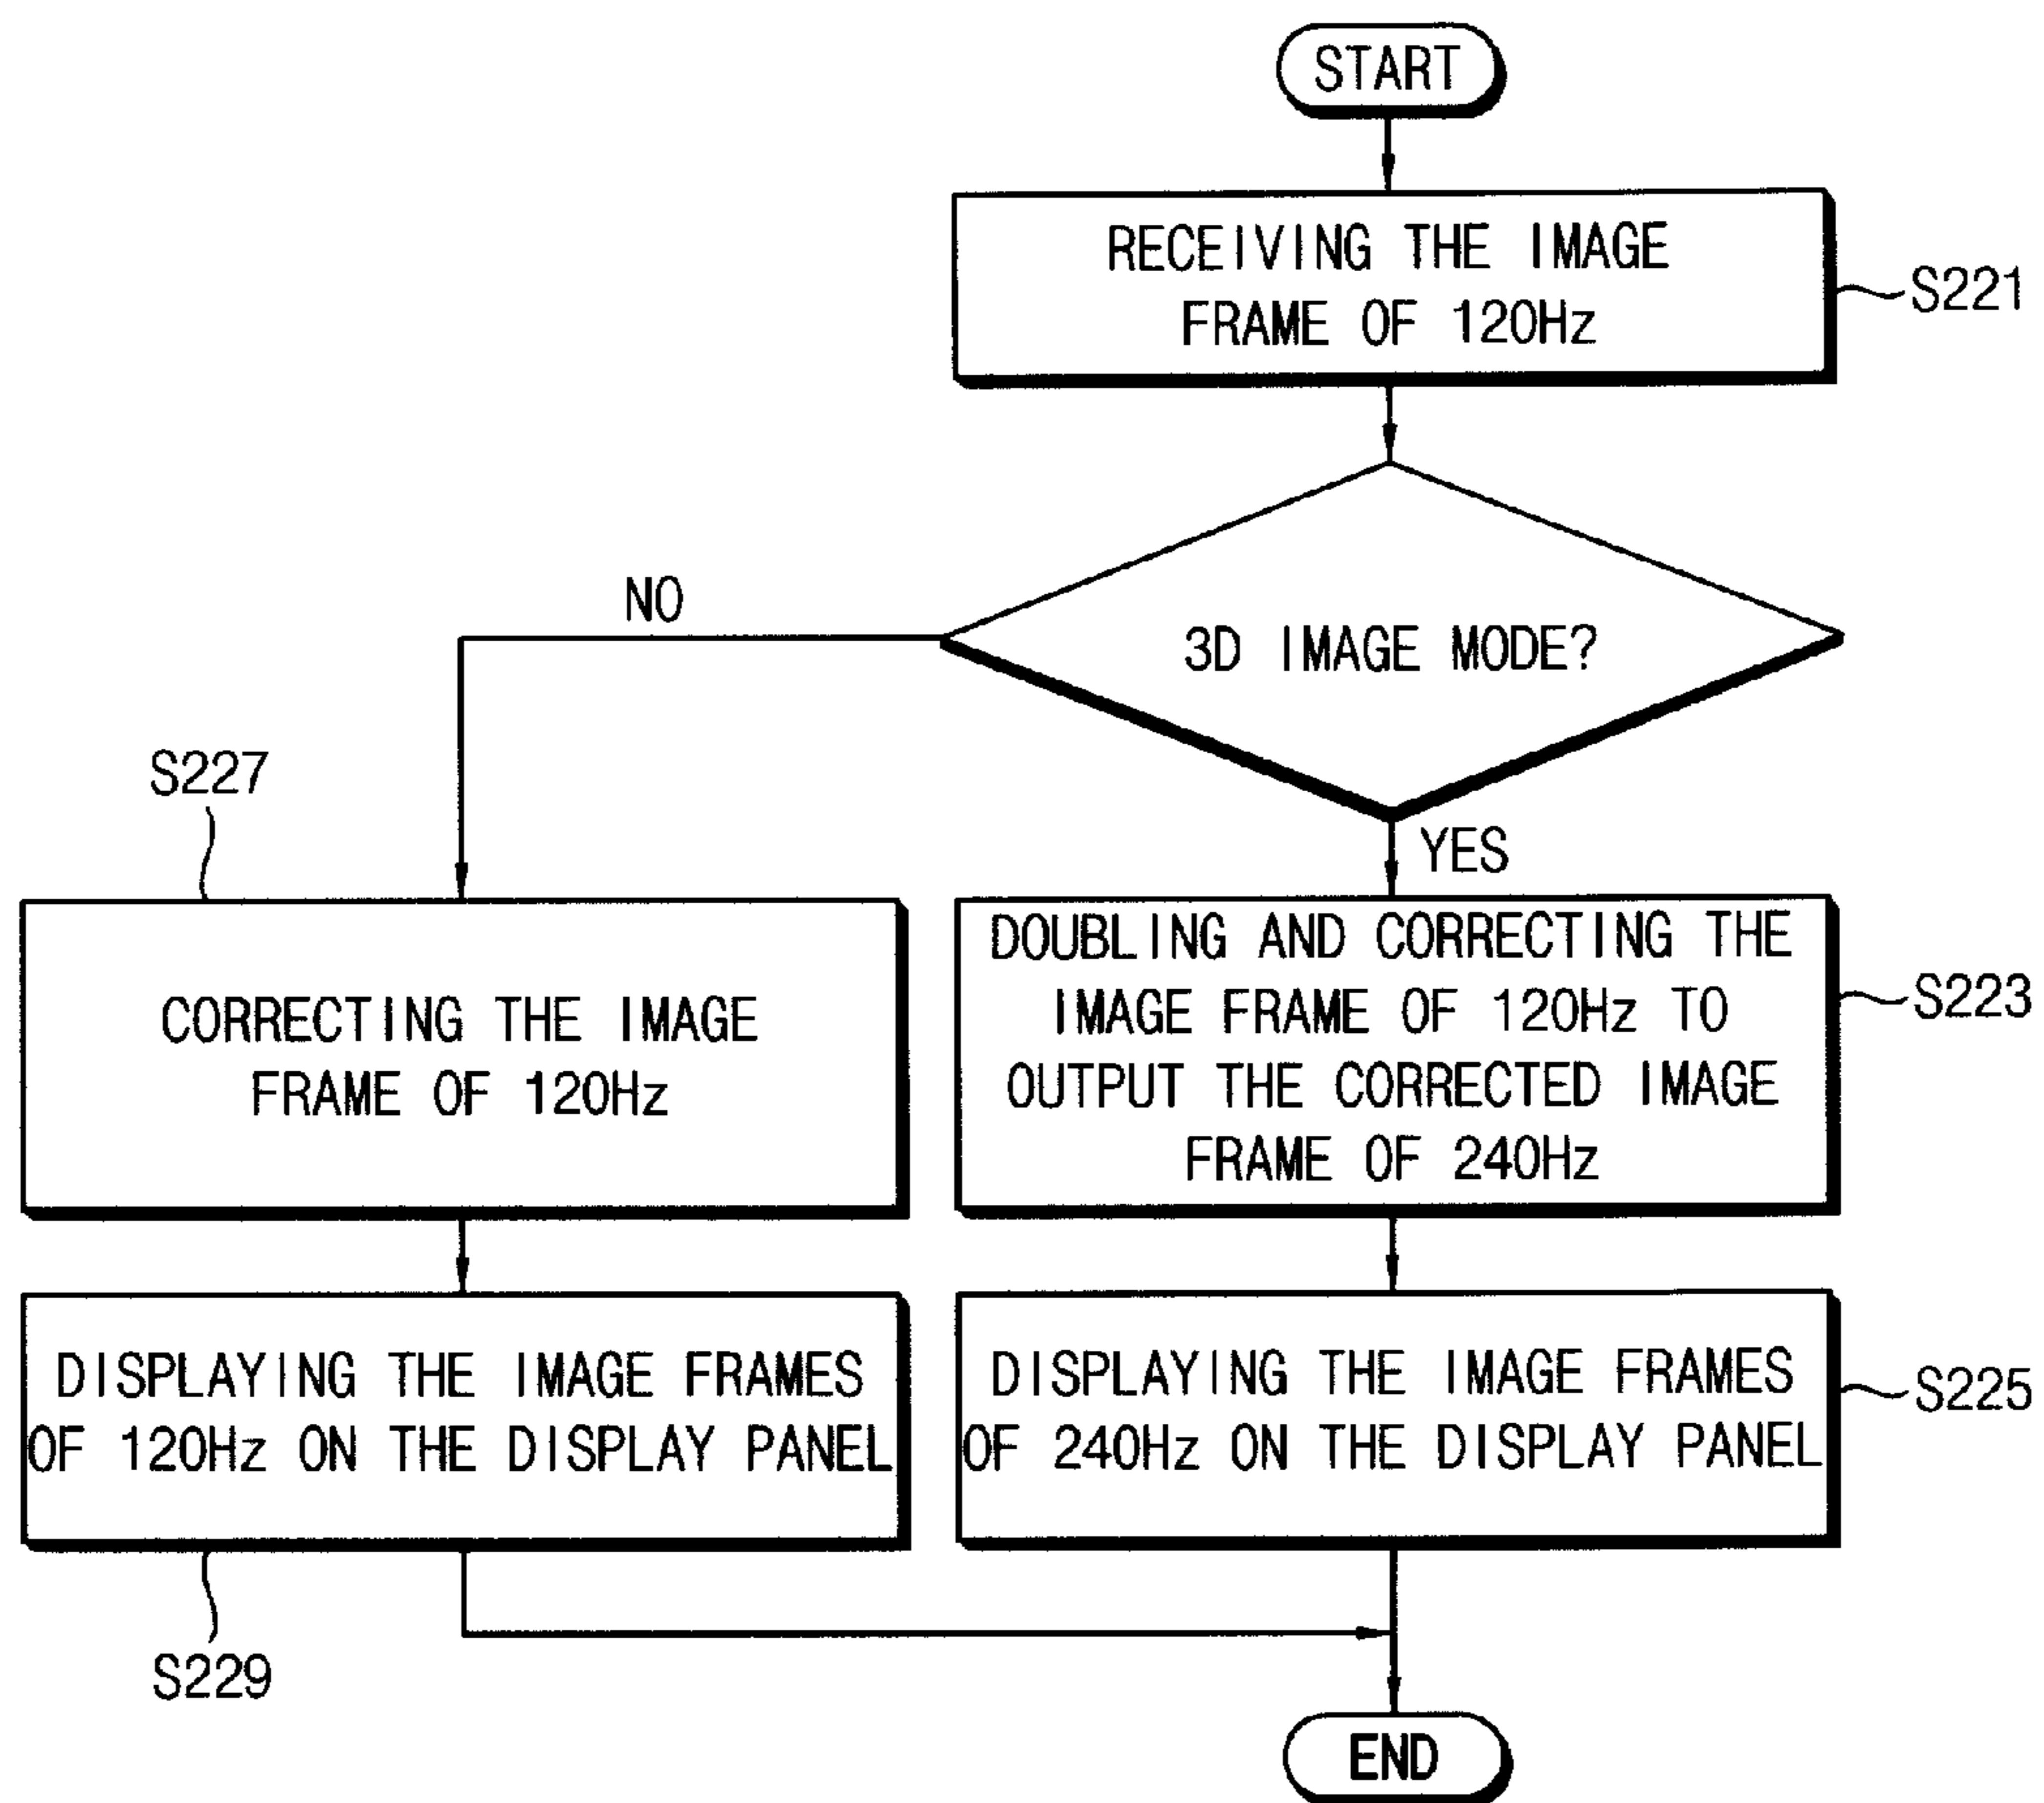 START
RECEIVING THE IMAGE
FRAME OF 120Hz
S221
3D IMAGE MODE?
NO
YES
S227
CORRECTING THE IMAGE
FRAME OF 120Hz
DOUBLING AND CORRECTING THE
IMAGE FRAME OF 120Hz TO
OUTPUT THE CORRECTED IMAGE
FRAME OF 240Hz
S223
DISPLAYING THE IMAGE FRAMES
OF 120Hz ON THE DISPLAY PANEL
S229
DISPLAYING THE IMAGE FRAMES
OF 240Hz ON THE DISPLAY PANEL
S225
END